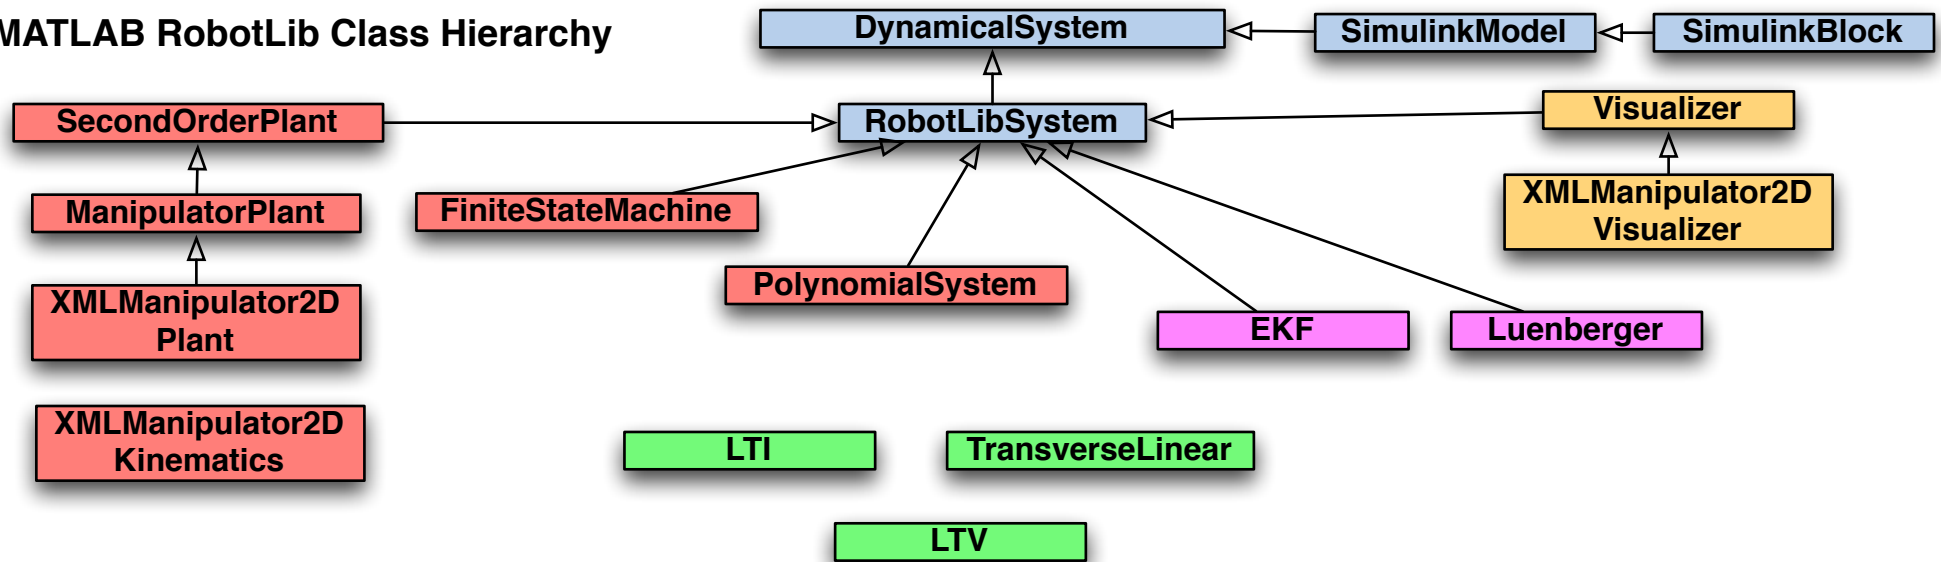 MATLAB RobotLib Class Hierarchy
DynamicalSystem
SimulinkModel
SimulinkBlock
SecondOrderPlant
RobotLibSystem
Visualizer
ManipulatorPlant
FiniteStateMachine
XMLManipulator2D
Visualizer
PolynomialSystem
XMLManipulator2D
Plant
EKF
Luenberger
XMLManipulator2D
Kinematics
LTI
TransverseLinear
LTV